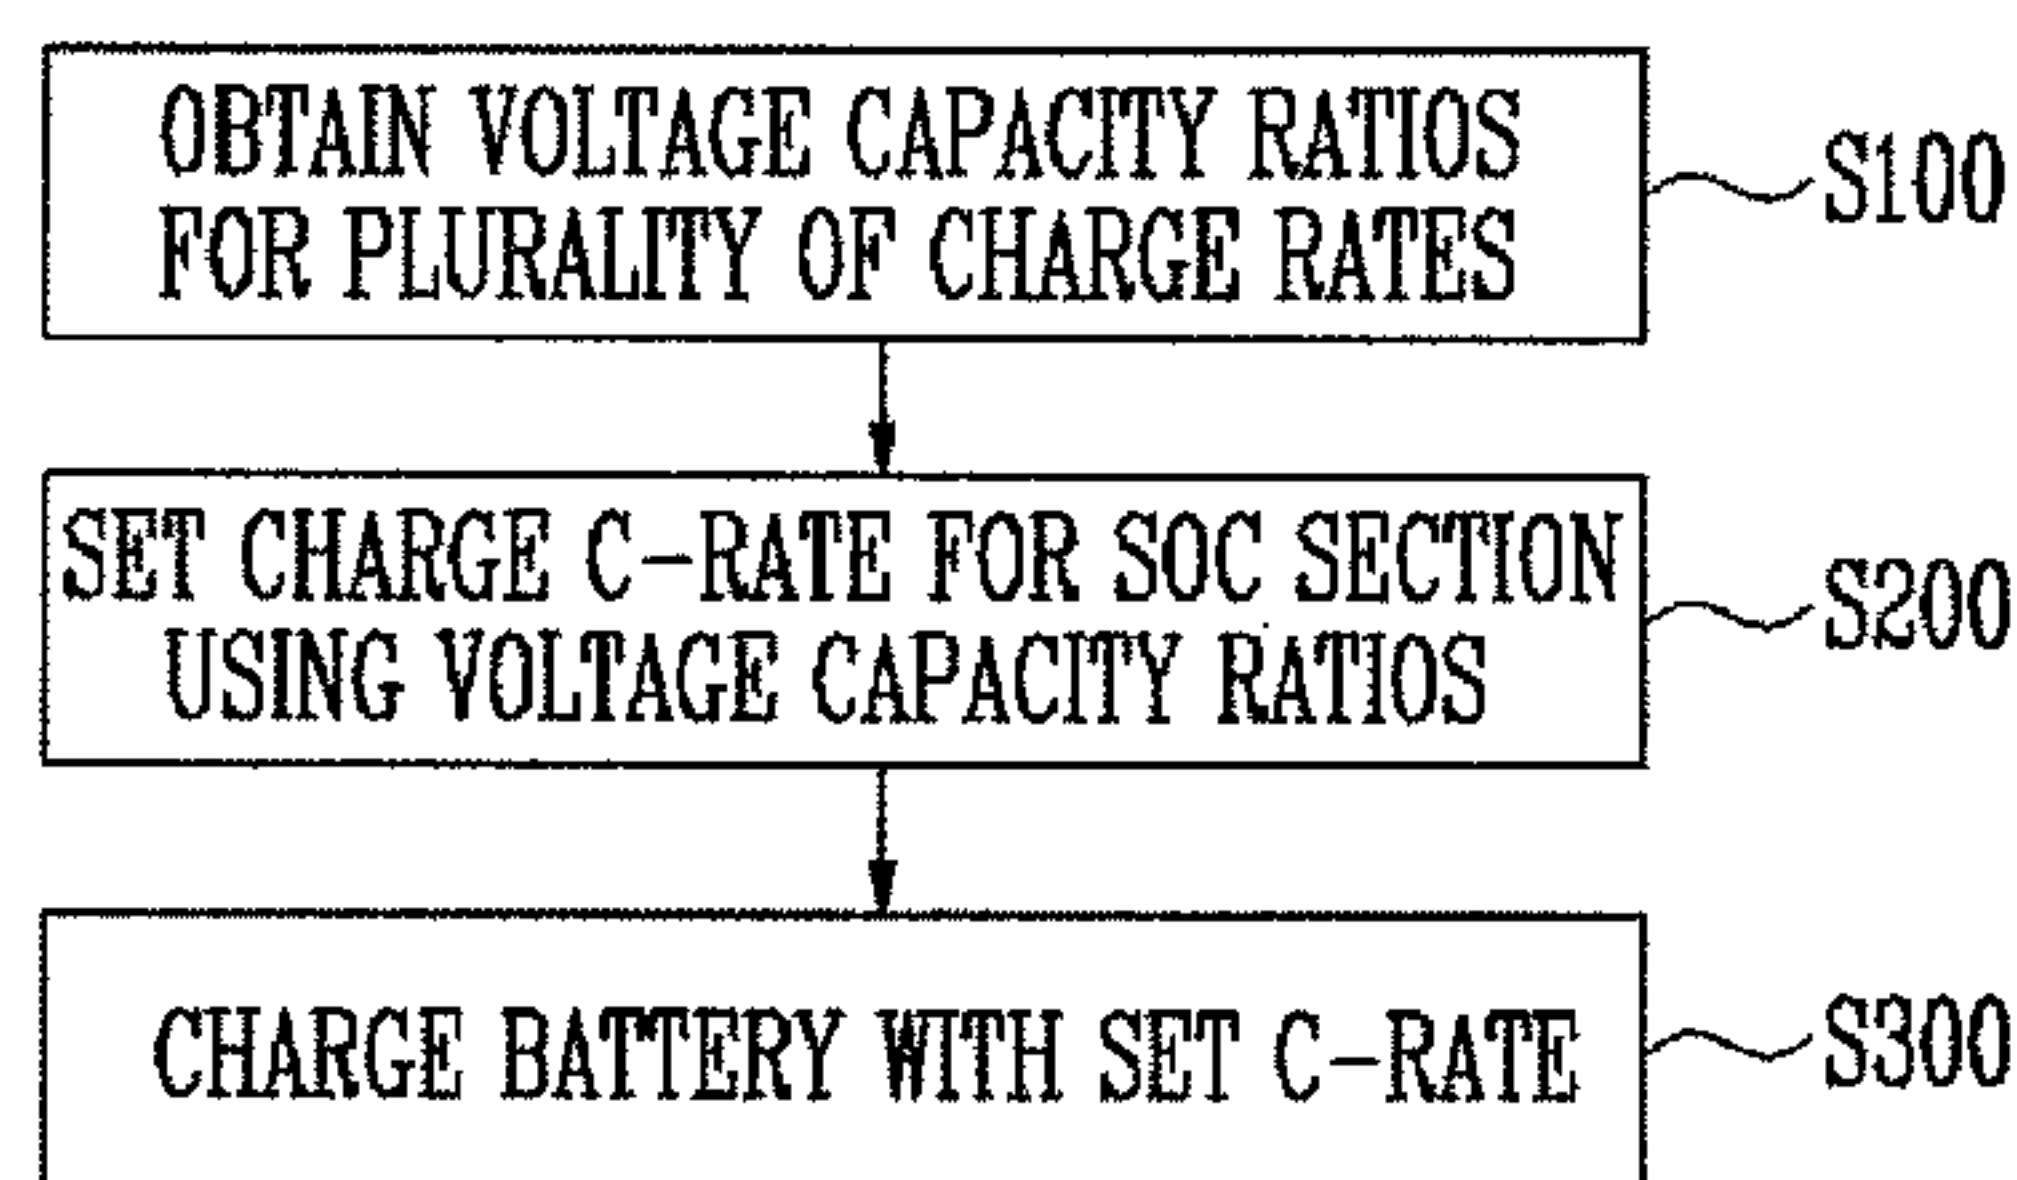 OBTAIN VOLTAGE CAPACITY RATIOS
FOR PLURALITY OF CHARGE RATES
S100
SET CHARGE C-RATE FOR SOC SECTION
USING VOLTAGE CAPACITY RATIOS
S200
CHARGE BATTERY WITH SET C-RATE
S300